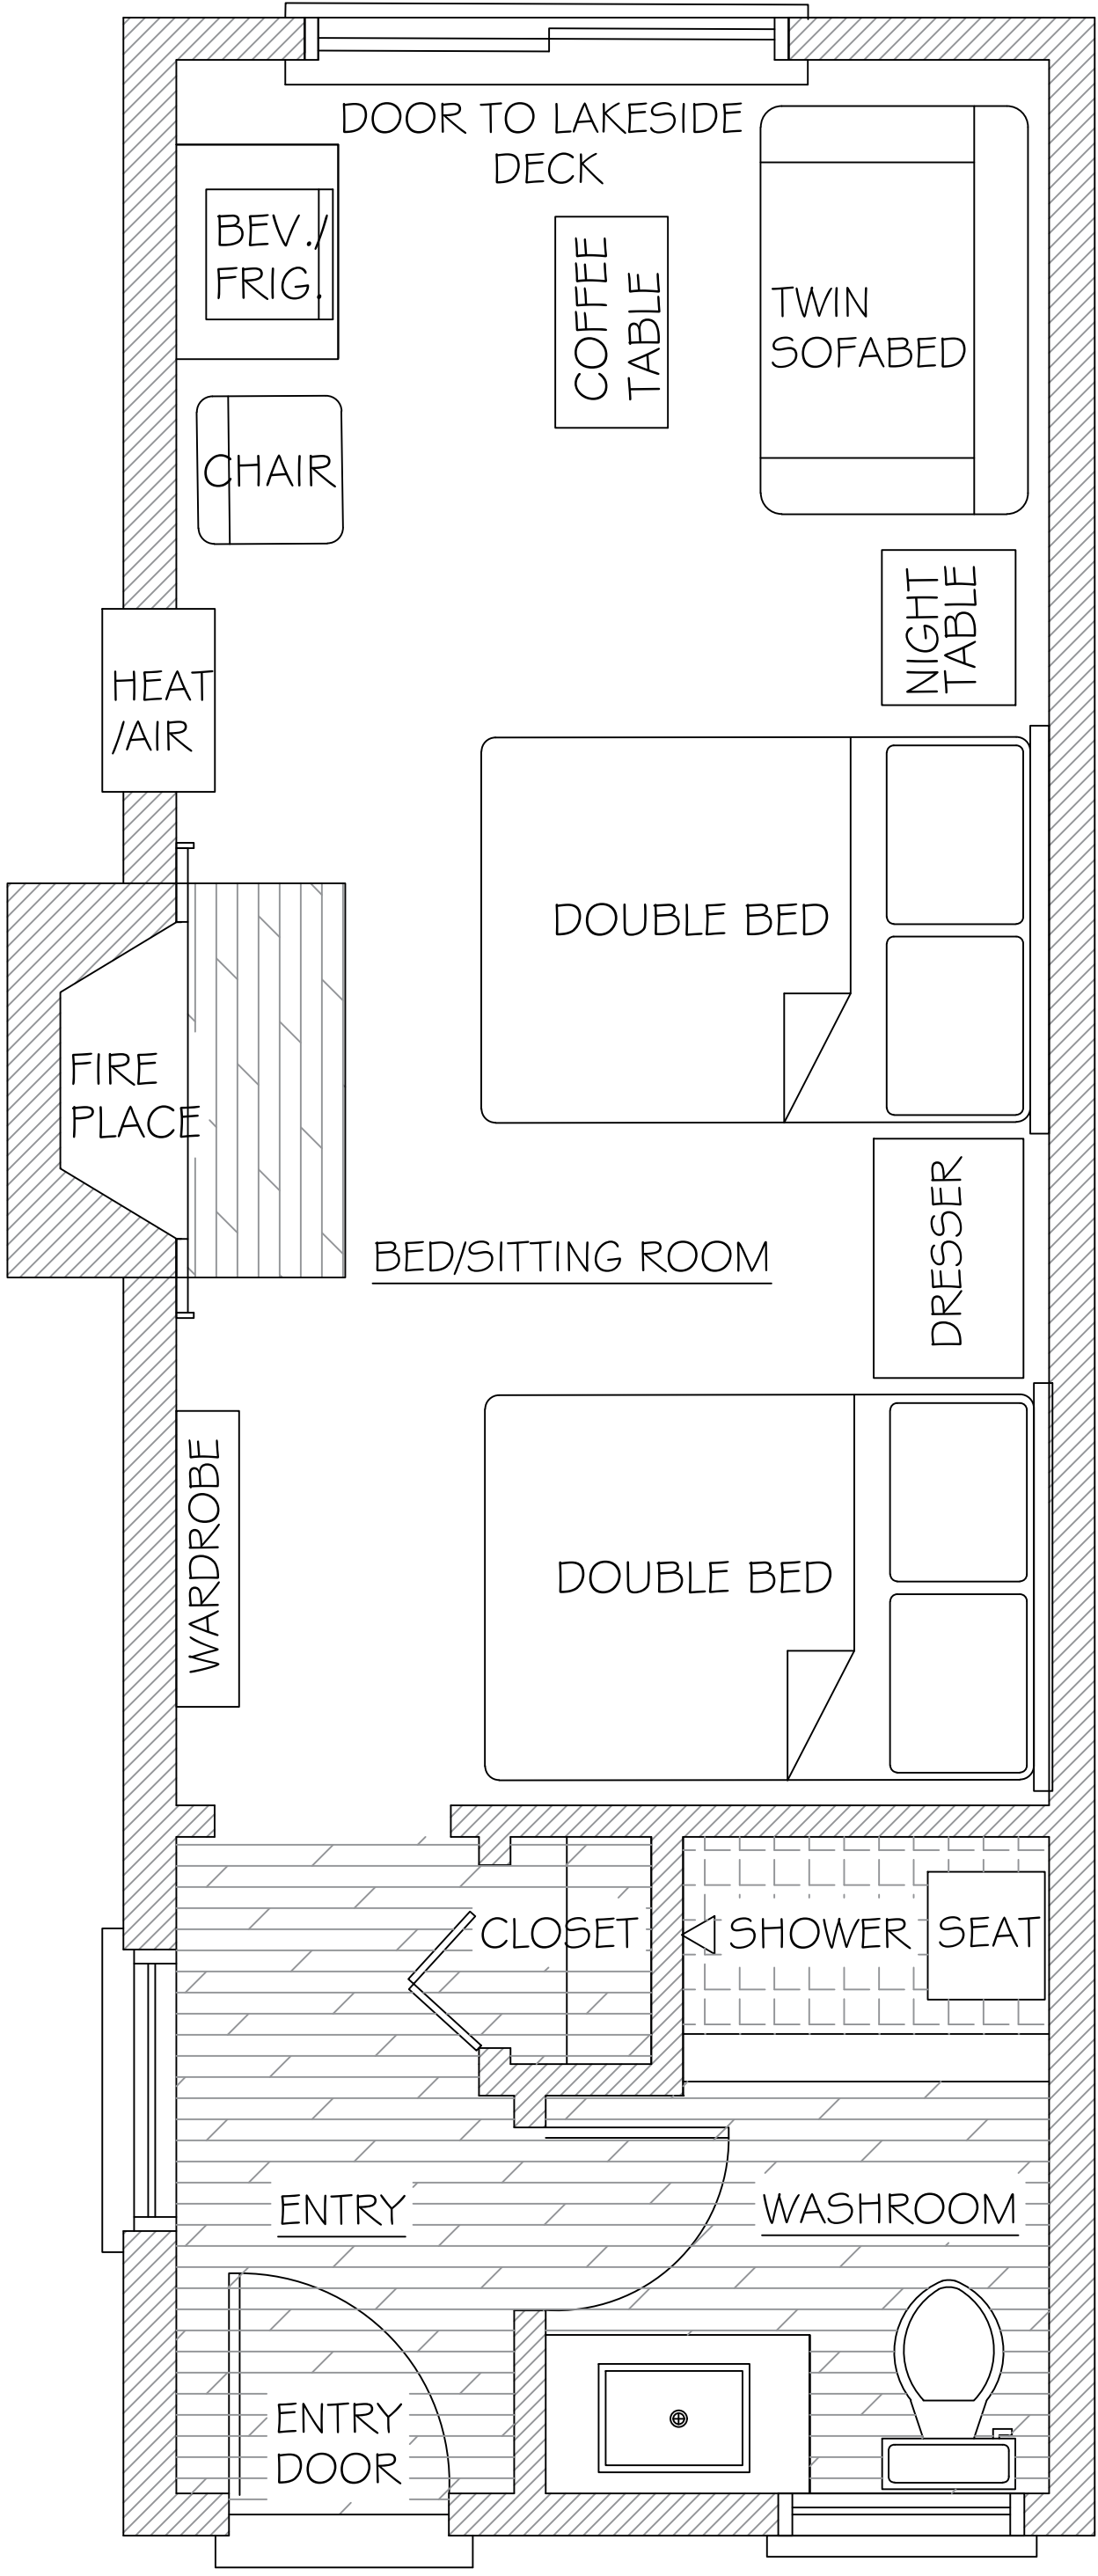 DOOR TO LAKESIDE
DECK
BEV./
FRIG.
COFFEE
TABLE
TWIN
SOFABED
CHAIR
NIGHT
TABLE
HEAT
/AIR
DOUBLE BED
FIRE
PLACE
BED/SITTING ROOM
DRESSER
WARDROBE
DOUBLE BED
CLOSET
SHOWER
SEAT
ENTRY
WASHROOM
ENTRY
DOOR